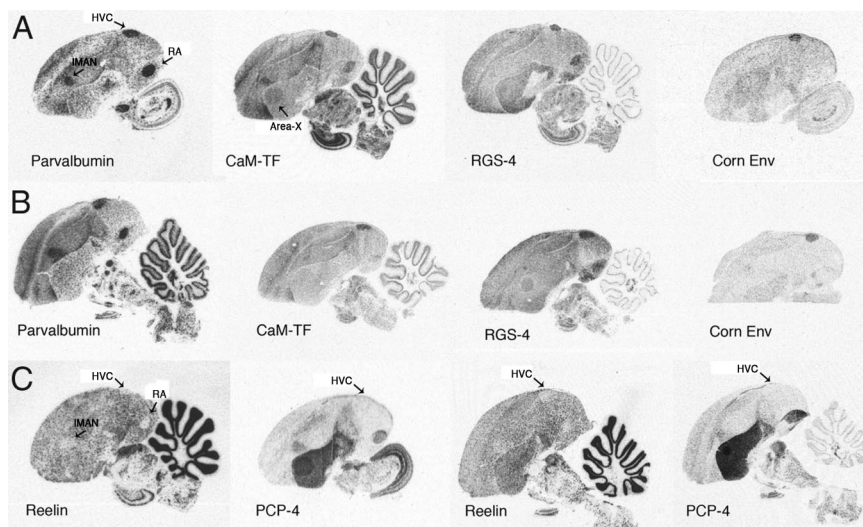 A
HVC
IMAN
RA
Area-X
Parvalbumin
CaM-TF
RGS-4
Corn Env
B
Parvalbumin
CaM-TF
RGS-4
Corn Env
C
HVC
RA
IMAN
HVC
HVC
HVC
Reelin
PCP-4
Reelin
PCP-4